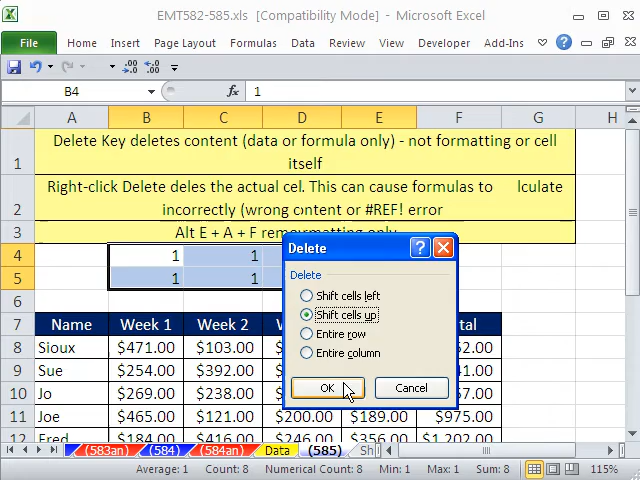 EMT582-585.xls [Compatibility Mode] - Microsoft Excel
File Home Insert Page Layout Formulas Data Review View Developer Add-Ins
B4 fx 1
A B C D E F G H
1 Delete Key deletes content (data or formula only) - not formatting or cell
itself
Right-click Delete deles the actual cel. This can cause formulas to lculate
2 incorrectly (wrong content or #REF! error
3 Alt E + A + F
4 1 1
5 1 1
6
7 Name Week 1 Week 2
8 Sioux $471.00 $103.00
9 Sue $254.00 $392.00
10 Jo $269.00 $238.00
11 Joe $465.00 $121.00 $200.00 $189.00 $975.00
12 Fred $184.00 $416.00 $246.00 $356.00 $1,202.00
Delete
Delete
Shift cells left
Shift cells up
Entire row
Entire column
OK Cancel
(583an) (584) (584an) Data (585) Sh
Average: 1 Count: 8 Numerical Count: 8 Min: 1 Max: 1 Sum: 8 115%